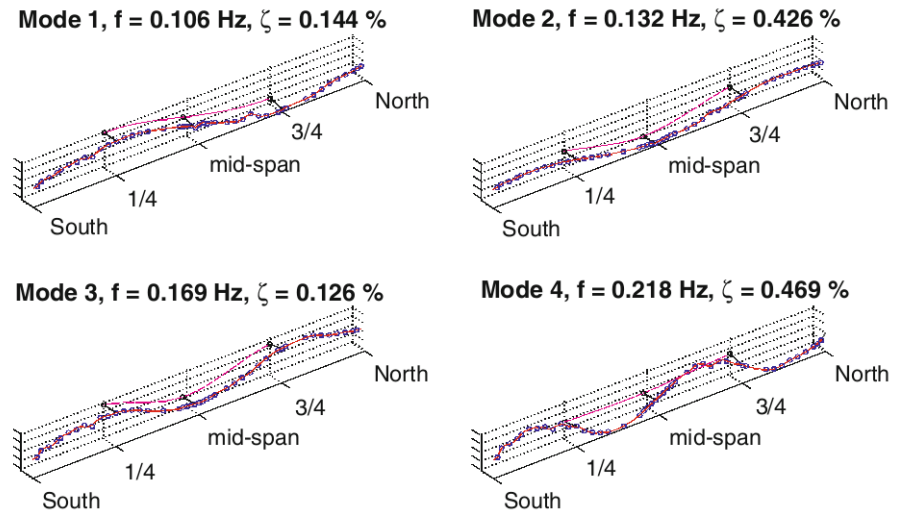 Mode 1, f = 0.106 Hz, ζ = 0.144 %
North
3/4
mid-span
1/4
South
Mode 2, f = 0.132 Hz, ζ = 0.426 %
North
3/4
mid-span
1/4
South
Mode 3, f = 0.169 Hz, ζ = 0.126 %
North
3/4
mid-span
1/4
South
Mode 4, f = 0.218 Hz, ζ = 0.469 %
North
3/4
mid-span
1/4
South